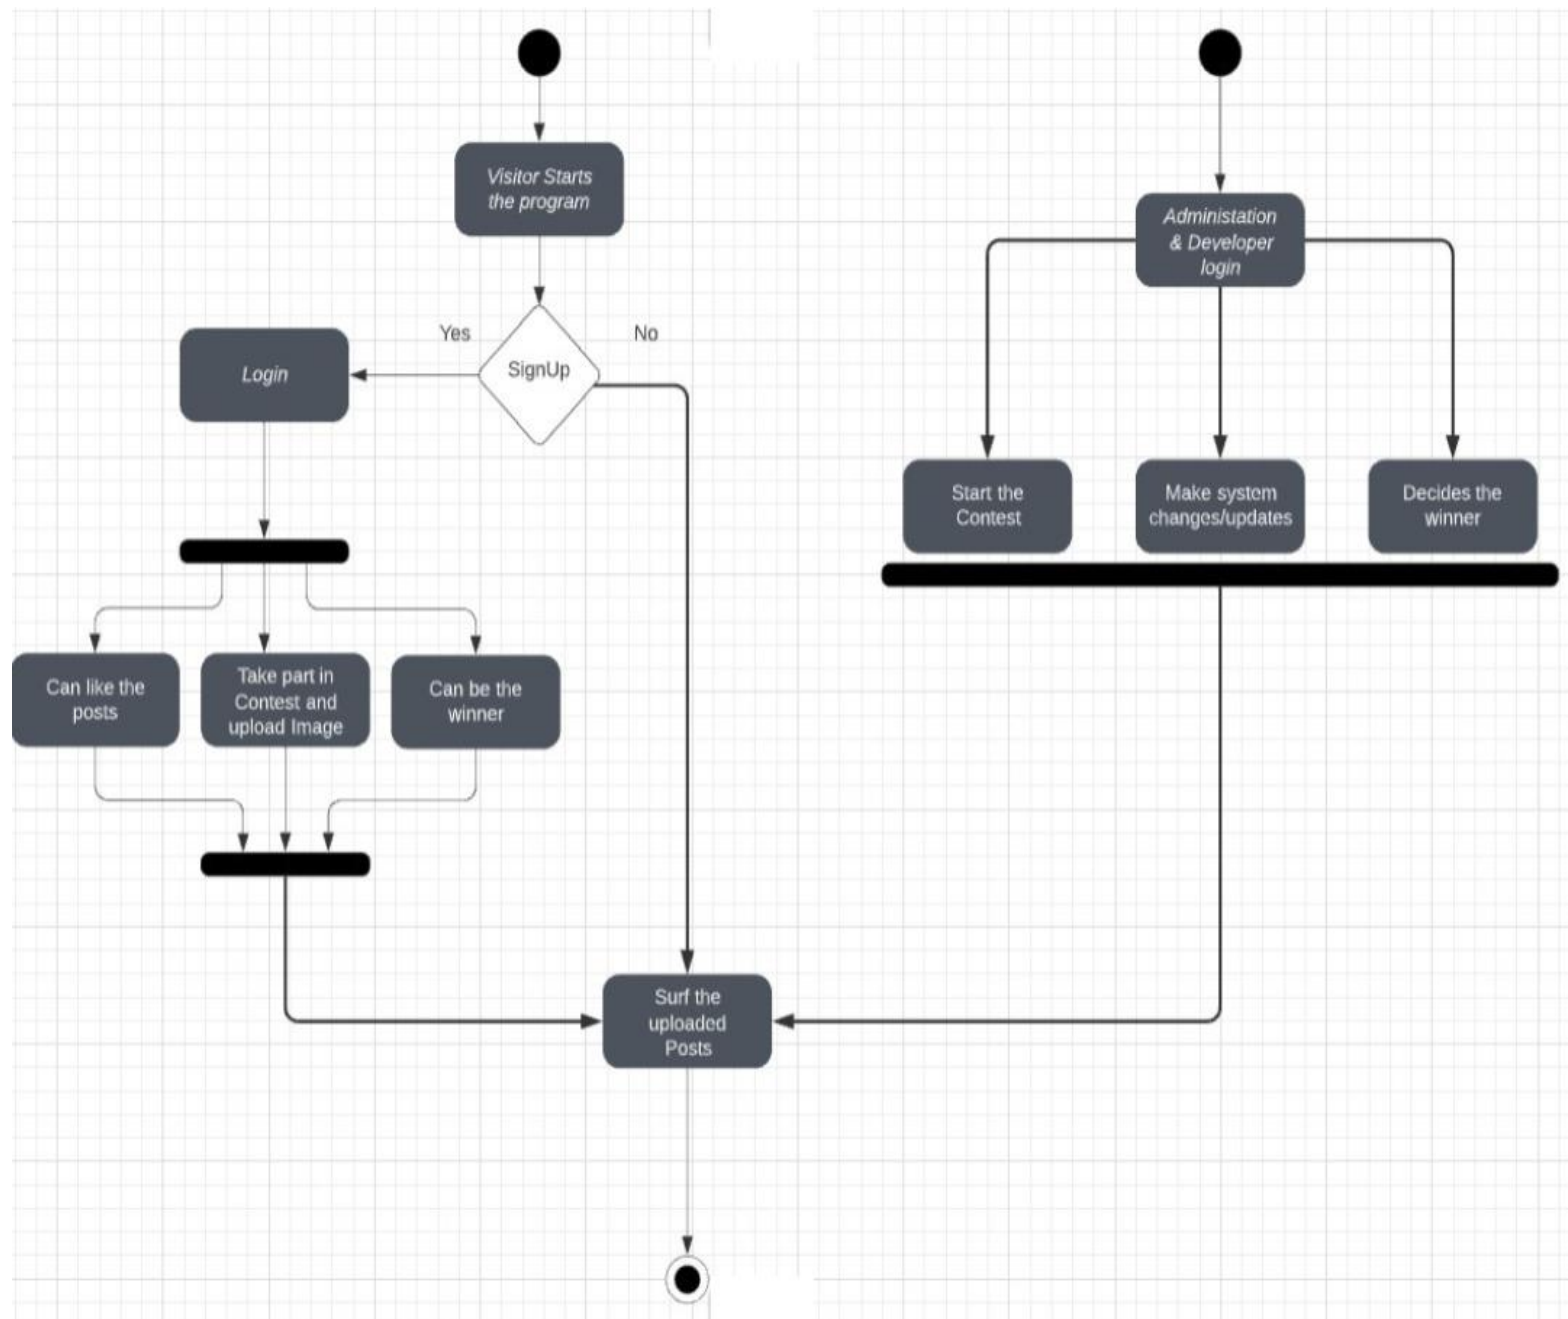 Visitor Starts
the program
Administation
& Developer
login
Yes
No
SignUp
Login
Start the
Contest
Make system
changes/updates
Decides the
winner
Can like the
posts
Take part in
Contest and
upload Image
Can be the
winner
Surf the
uploaded
Posts